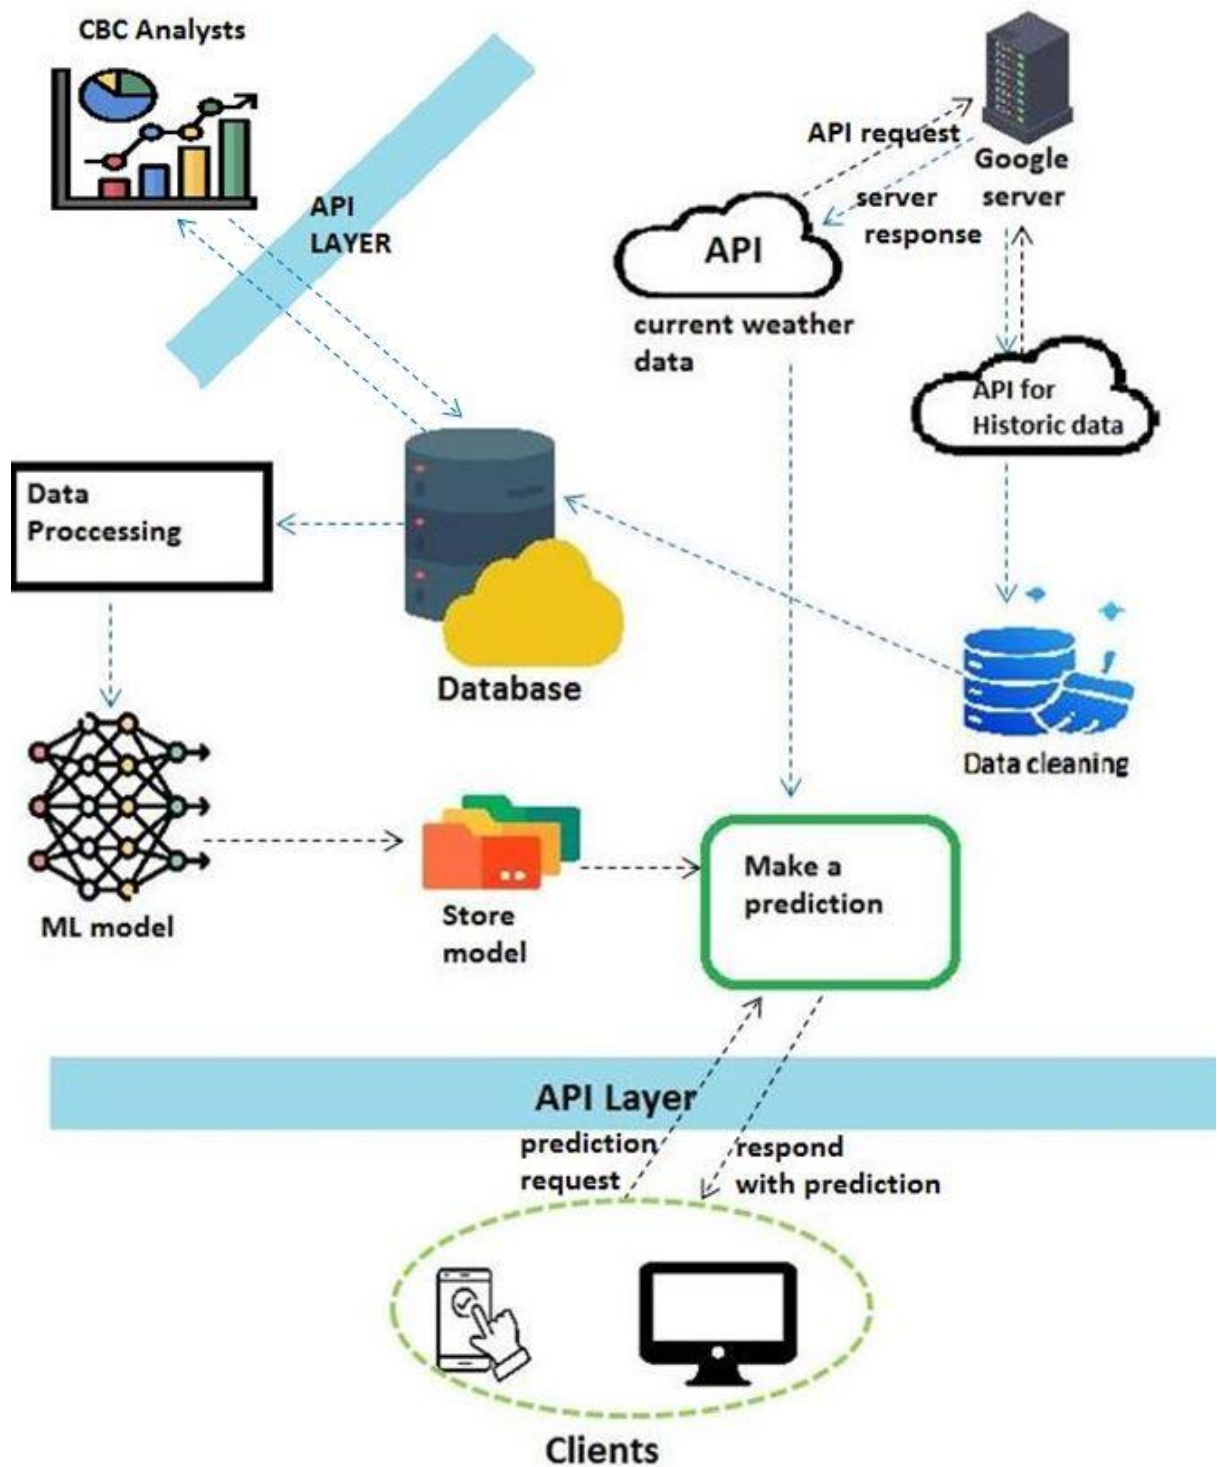 CBC Analysts
API
LAYER
API request
Google
server
server
response
API
current weather
data
API for
Historic data
Data
Proccessing
Database
Data cleaning
ML model
Store
model
Make a
prediction
API Layer
prediction
request
respond
with prediction
Clients